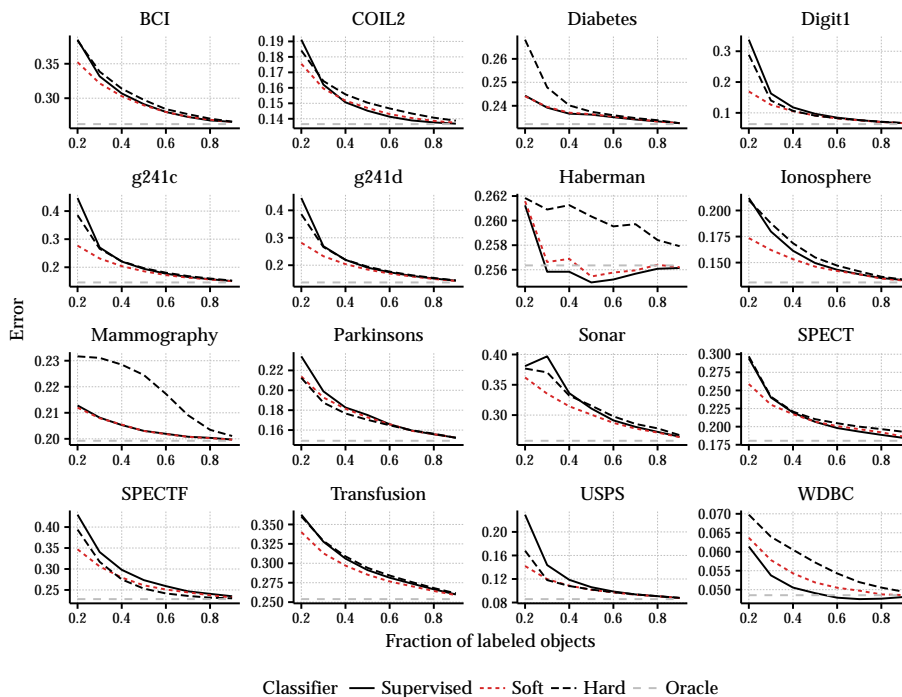 BCI COIL2 Diabetes Digit1
0.35 0.30
0.19 0.18 0.17 0.16 0.15 0.14
0.26 0.24
0.3 0.2 0.1
0.2 0.4 0.6 0.8 0.2 0.4 0.6 0.8 0.2 0.4 0.6 0.8 0.2 0.4 0.6 0.8
g241c g241d Haberman Ionosphere
0.4 0.3 0.2
0.4 0.3 0.2
0.262 0.260 0.258 0.256
0.200 0.175 0.150
0.2 0.4 0.6 0.8 0.2 0.4 0.6 0.8 0.2 0.4 0.6 0.8 0.2 0.4 0.6 0.8
Error
Mammography Parkinsons Sonar SPECT
0.23 0.22 0.21 0.20
0.22 0.20 0.18 0.16
0.40 0.35 0.30
0.300 0.275 0.250 0.225 0.200 0.175
0.2 0.4 0.6 0.8 0.2 0.4 0.6 0.8 0.2 0.4 0.6 0.8 0.2 0.4 0.6 0.8
SPECTF Transfusion USPS WDBC
0.40 0.35 0.30 0.25
0.350 0.325 0.300 0.275 0.250
0.20 0.16 0.12 0.08
0.070 0.065 0.060 0.055 0.050
0.2 0.4 0.6 0.8 0.2 0.4 0.6 0.8 0.2 0.4 0.6 0.8 0.2 0.4 0.6 0.8
Fraction of labeled objects
Classifier Supervised Soft Hard Oracle